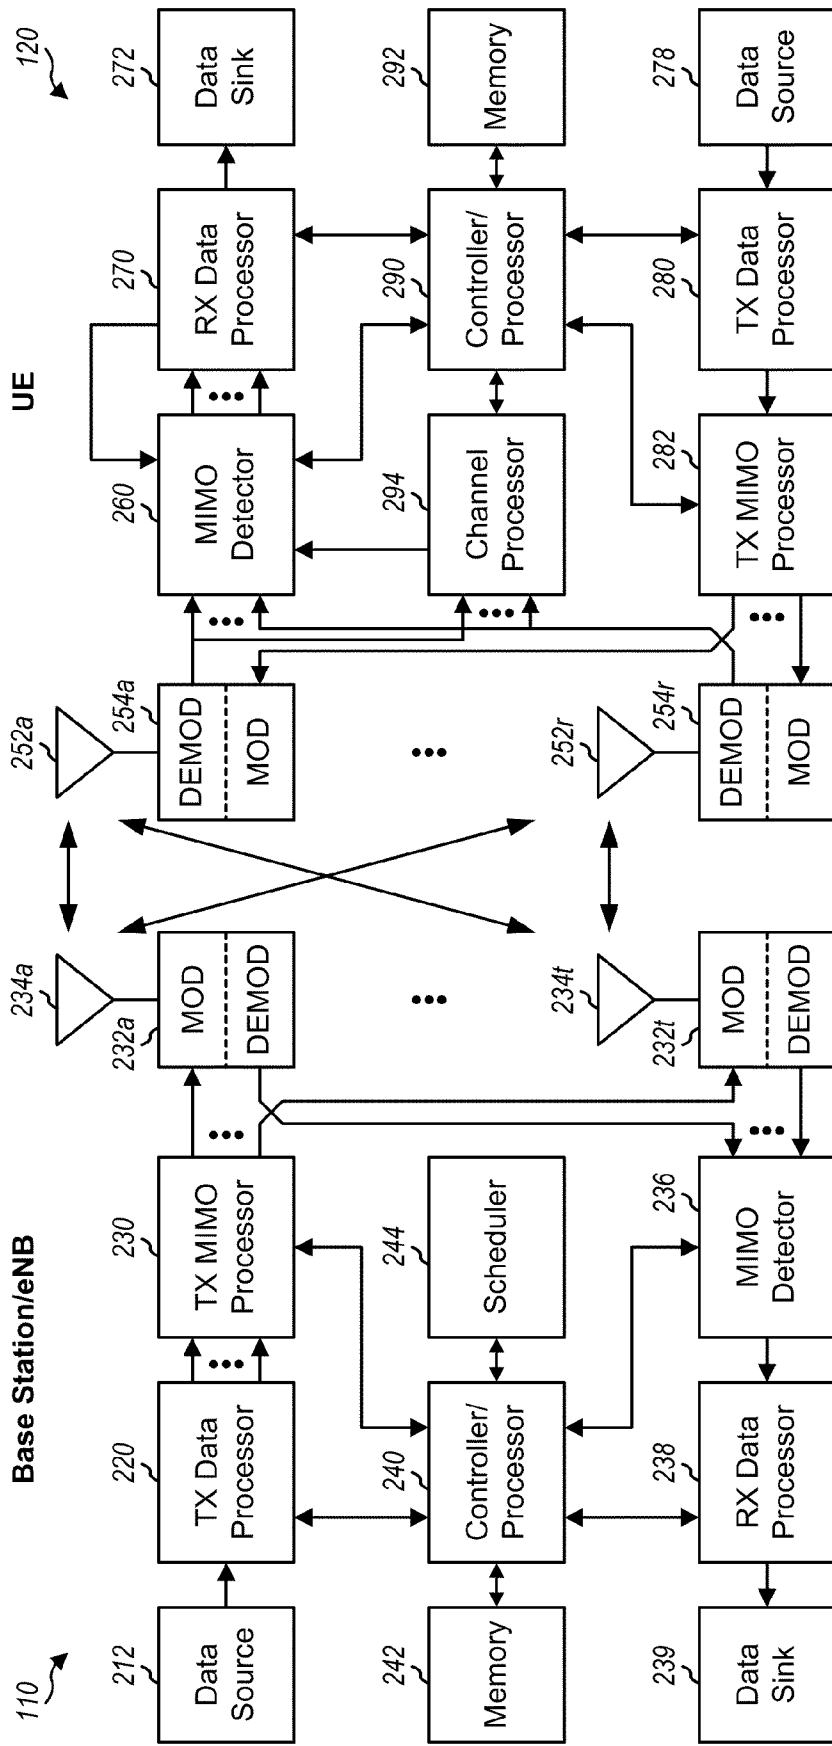 110
Base Station/eNB
UE
120
212
Data
Source
220
TX Data
Processor
230
TX MIMO
Processor
232a
MOD
DEMOD
234a
252a
254a
DEMOD
MOD
260
MIMO
Detector
270
RX Data
Processor
272
Data
Sink
242
Memory
240
Controller/
Processor
244
Scheduler
294
Channel
Processor
290
Controller/
Processor
292
Memory
239
Data
Sink
238
RX Data
Processor
236
MIMO
Detector
232t
MOD
DEMOD
234t
252r
254r
DEMOD
MOD
282
TX MIMO
Processor
280
TX Data
Processor
278
Data
Source